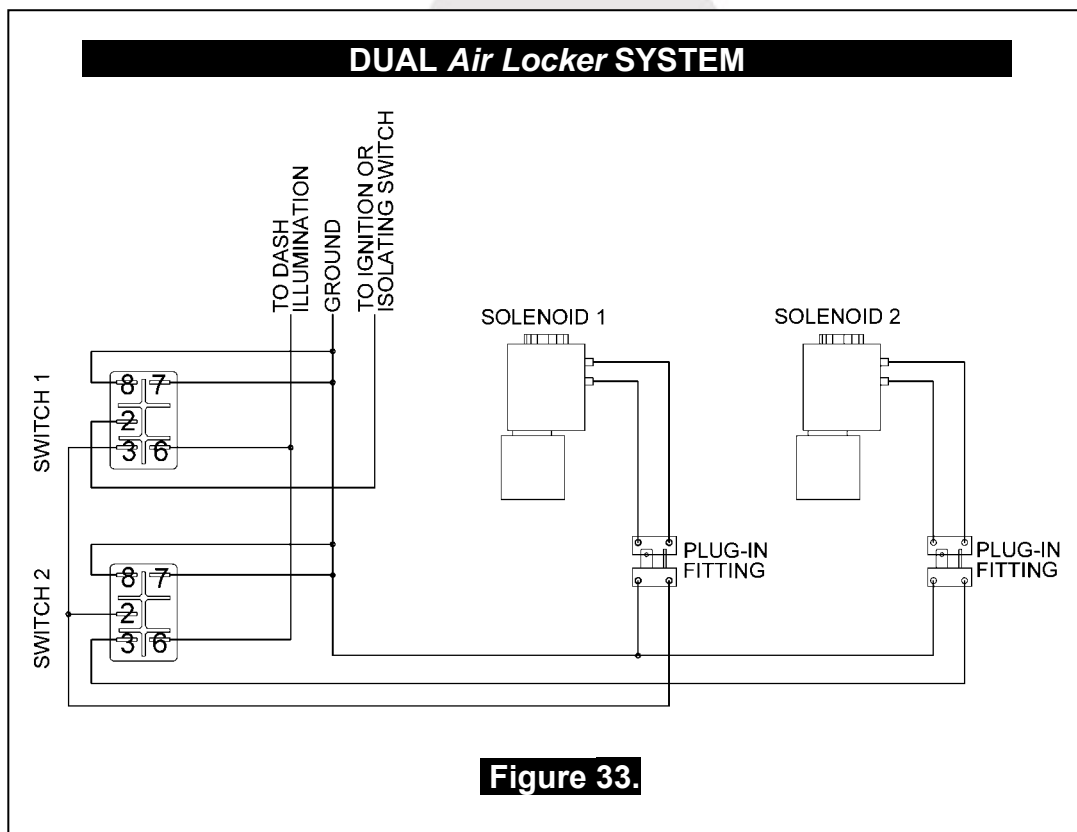 DUAL Air Locker SYSTEM
TO DASH
ILLUMINATION
GROUND
TO IGNITION OR
ISOLATING SWITCH
SOLENOID 1
SOLENOID 2
SWITCH 1
8 7
2
3 6
SWITCH 2
8 7
2
3 6
PLUG-IN
FITTING
PLUG-IN
FITTING
Figure 33.